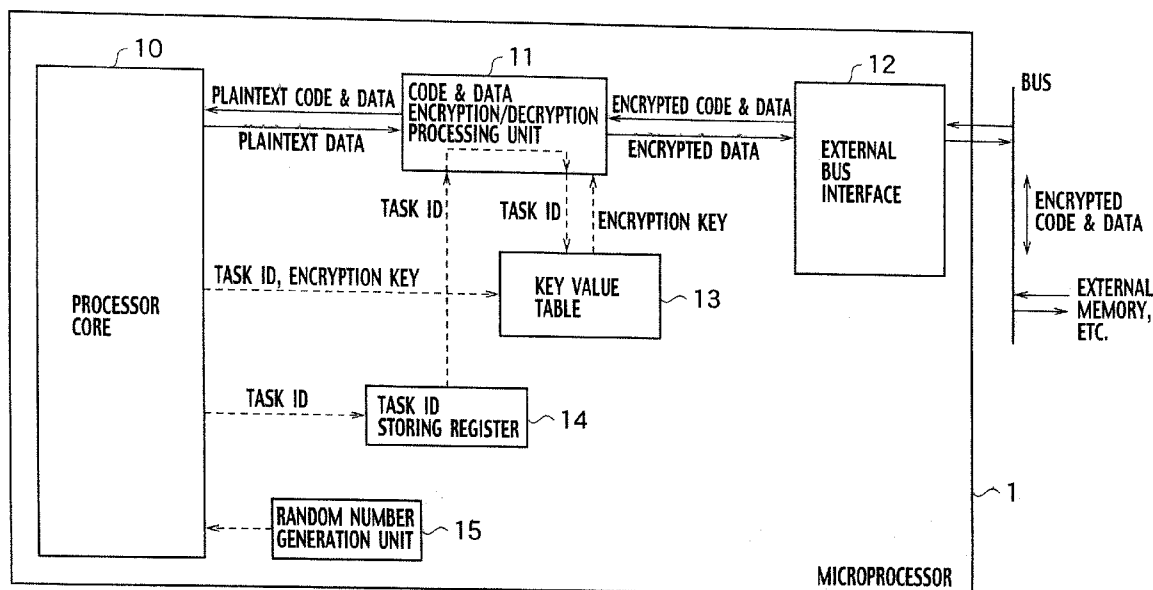 10
11
12
BUS
PLAINTEXT CODE & DATA
PLAINTEXT DATA
CODE & DATA
ENCRYPTION/DECRYPTION
PROCESSING UNIT
ENCRYPTED CODE & DATA
ENCRYPTED DATA
EXTERNAL
BUS
INTERFACE
ENCRYPTED
CODE & DATA
TASK ID
TASK ID
ENCRYPTION KEY
TASK ID, ENCRYPTION KEY
KEY VALUE
TABLE
13
EXTERNAL
MEMORY,
ETC.
PROCESSOR
CORE
TASK ID
TASK ID
STORING REGISTER
14
1
RANDOM NUMBER
GENERATION UNIT
15
MICROPROCESSOR